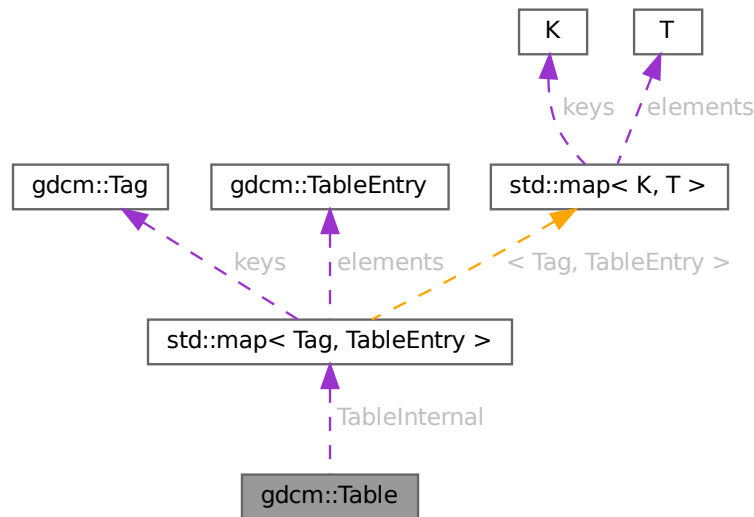 K
T
keys
elements
gdcm::Tag
gdcm::TableEntry
std::map< K, T >
keys
elements
< Tag, TableEntry >
std::map< Tag, TableEntry >
TableInternal
gdcm::Table